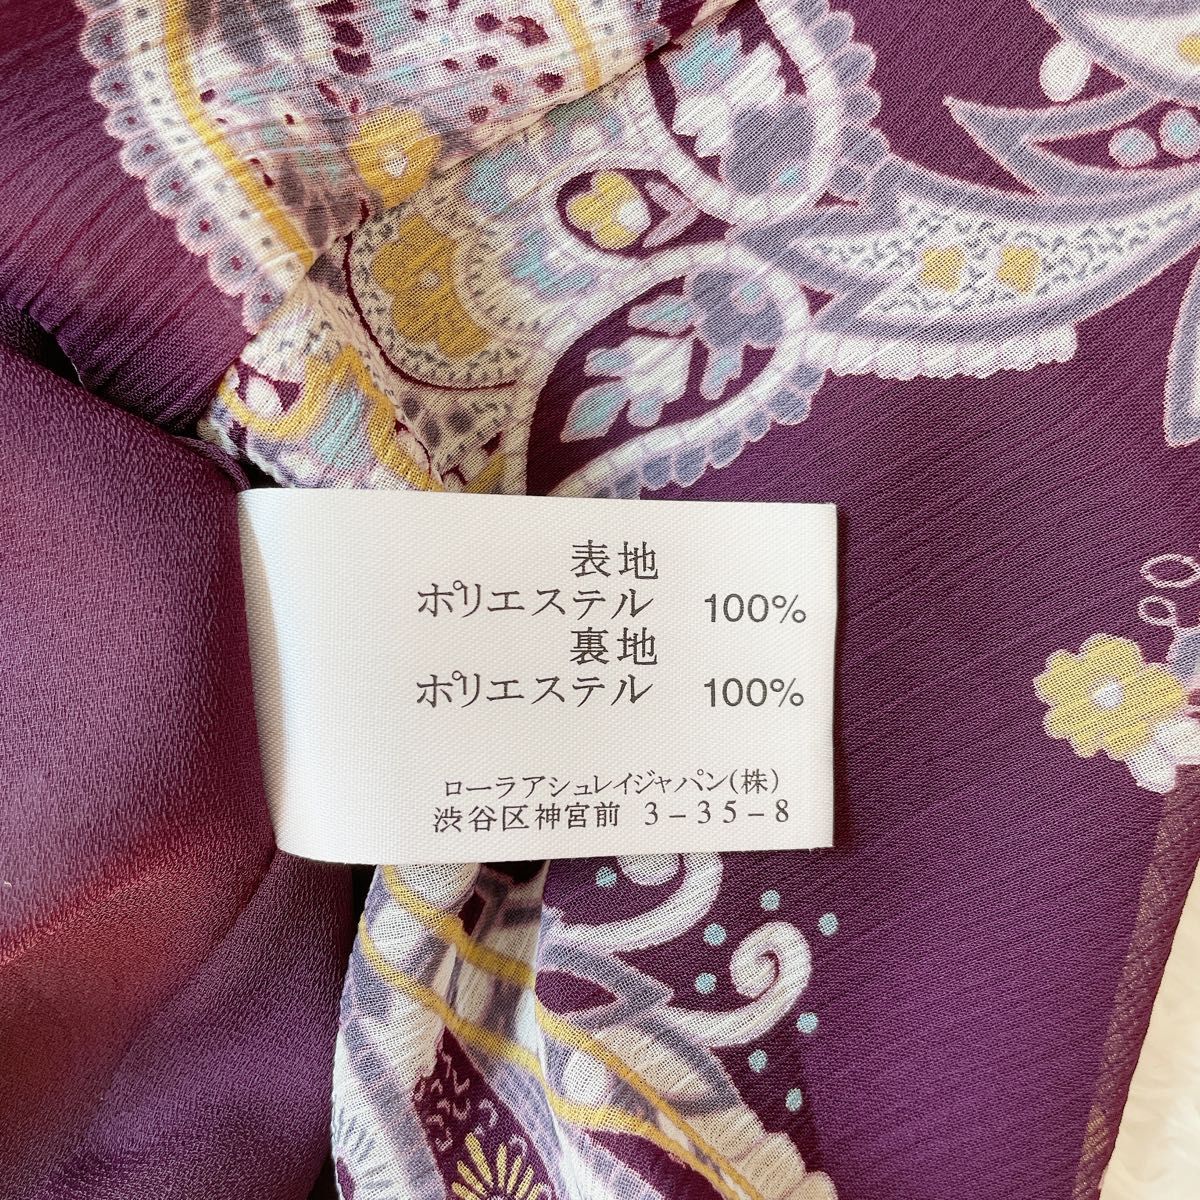 表地
ポリエステル 100%
裏地
ポリエステル 100%
ローラアシュレイジャパン(株)
渋谷区神宮前 3-35-8